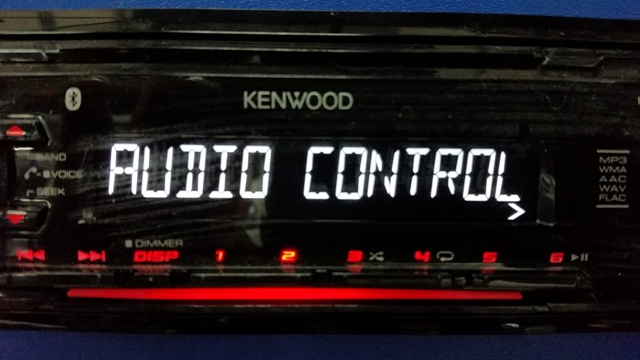 KENWOOD
AUDIO CONTROL
>
BAND
VOICE
SEEK
MP3
WMA
AAC
WAV
FLAC
DIMMER
DISP 1 2 3 4 5 6